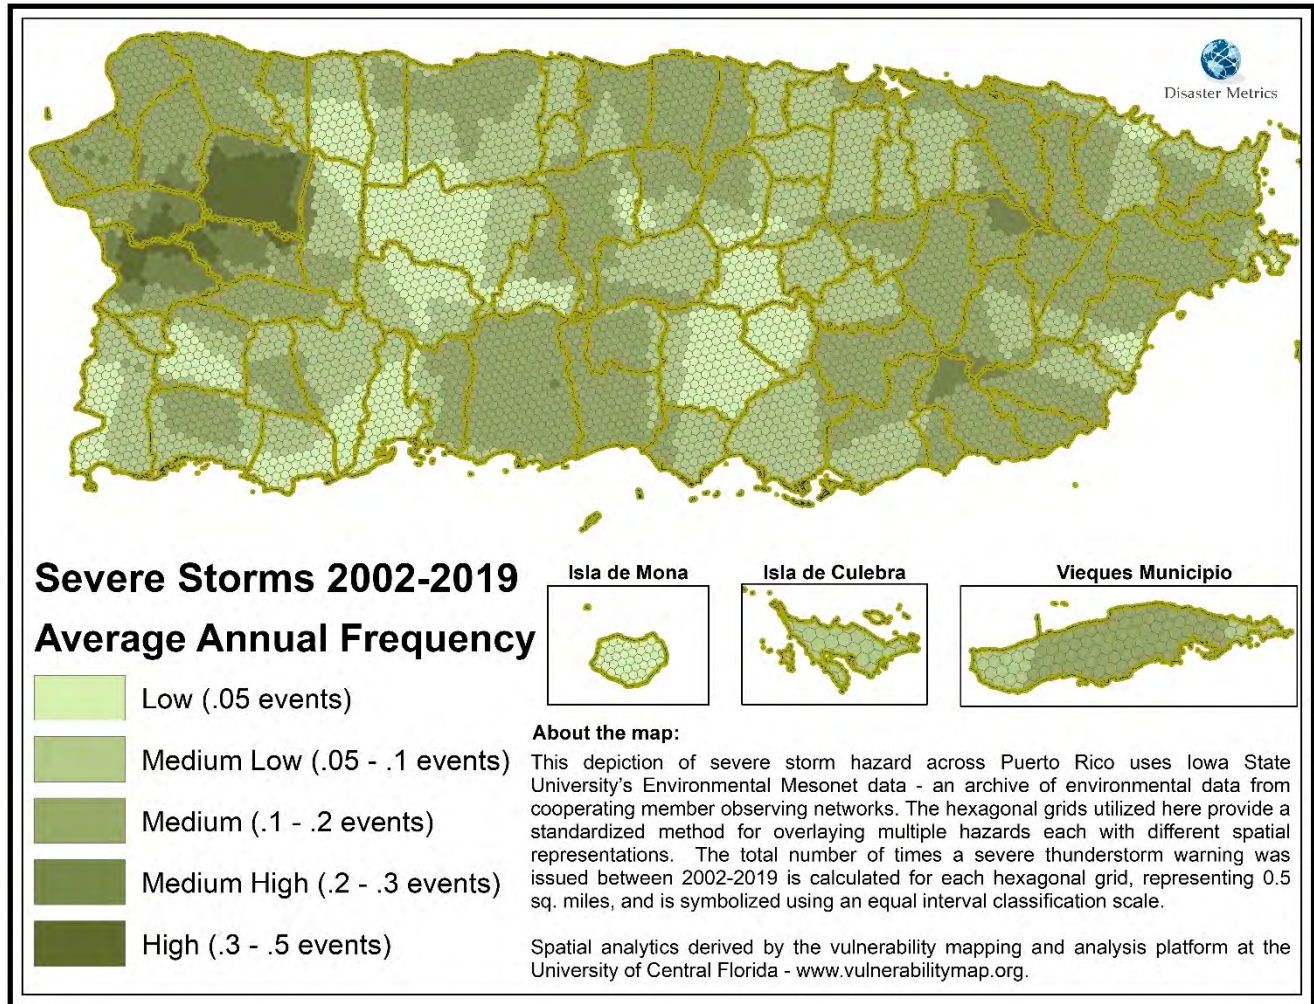 Disaster Metrics
Severe Storms 2002-2019
Average Annual Frequency
Low (.05 events)
Medium Low (.05 - .1 events)
Medium (.1 - .2 events)
Medium High (.2 - .3 events)
High (.3 - .5 events)
Isla de Mona
Isla de Culebra
Vieques Municipio
About the map:
This depiction of severe storm hazard across Puerto Rico uses Iowa State
University's Environmental Mesonet data - an archive of environmental data from
cooperating member observing networks. The hexagonal grids utilized here provide a
standardized method for overlaying multiple hazards each with different spatial
representations. The total number of times a severe thunderstorm warning was
issued between 2002-2019 is calculated for each hexagonal grid, representing 0.5
sq. miles, and is symbolized using an equal interval classification scale.
Spatial analytics derived by the vulnerability mapping and analysis platform at the
University of Central Florida - www.vulnerabilitymap.org.